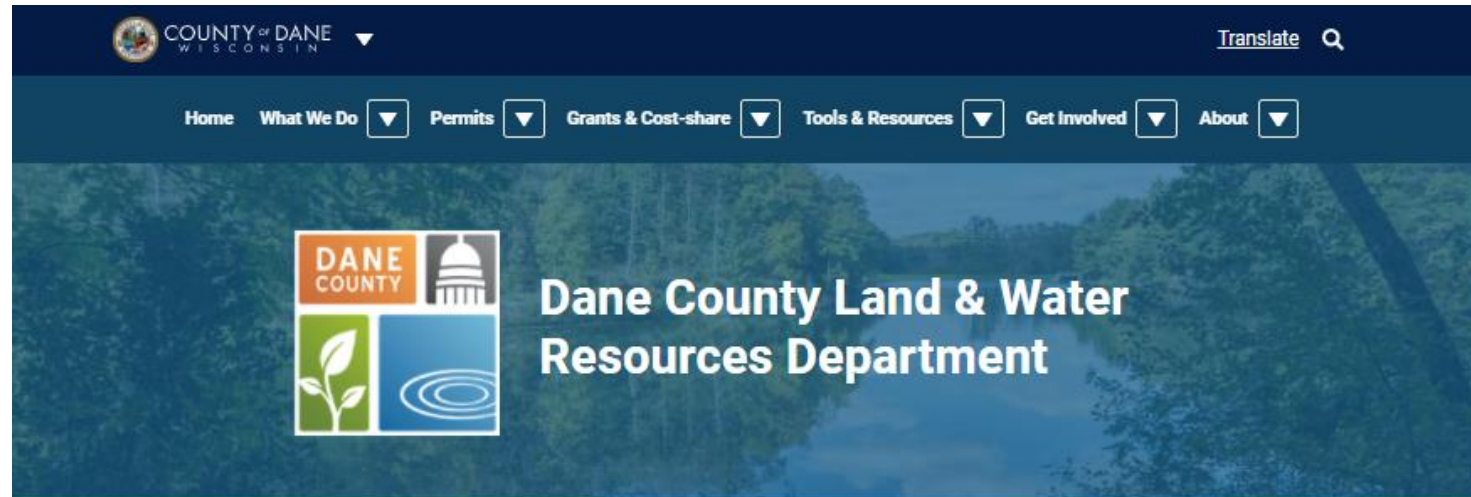 COUNTY OF DANE
WISCONSIN
Translate
Home What We Do Permits Grants & Cost-share Tools & Resources Get Involved About
DANE
COUNTY
Dane County Land & Water
Resources Department